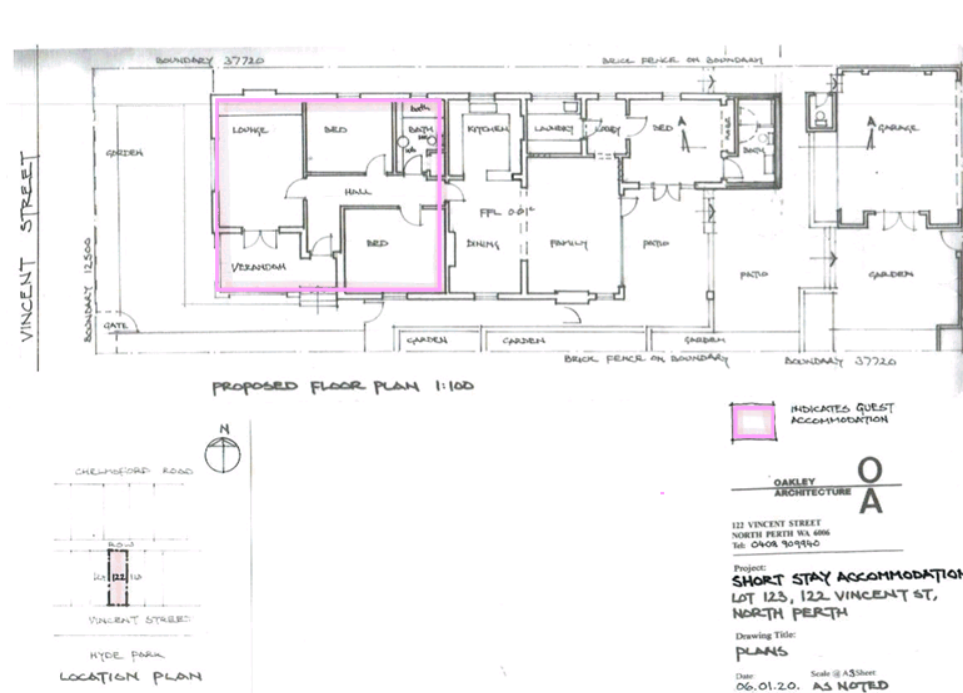 BOUNDARY 37720
BRICK FENCE ON BOUNDARY
VINCENT STREET
BOUNDARY 12500
GARDEN
GATE
LOUNGE
BED
bath
BATH
KITCHEN
LAUNDRY
LOBBY
BED
A
BATH
A
GARAGE
HALL
VERANDAH
BED
FFL
DINING
FAMILY
PATIO
PATIO
GARDEN
GARDEN
GARDEN
GARDEN
BRICK FENCE ON BOUNDARY
BOUNDARY 37720
PROPOSED FLOOR PLAN 1:100
INDICATES GUEST
ACCOMMODATION
N
CHELMSFORD ROAD
ROW
122
VINCENT STREET
HYDE PARK
LOCATION PLAN
OAKLEY
ARCHITECTURE
O
A
122 VINCENT STREET
NORTH PERTH WA 6006
Tel: 0408 909940
Project:
SHORT STAY ACCOMMODATION
LOT 123, 122 VINCENT ST,
NORTH PERTH
Drawing Title:
PLANS
Date
06.01.20.
Scale @ A3 Sheet
AS NOTED